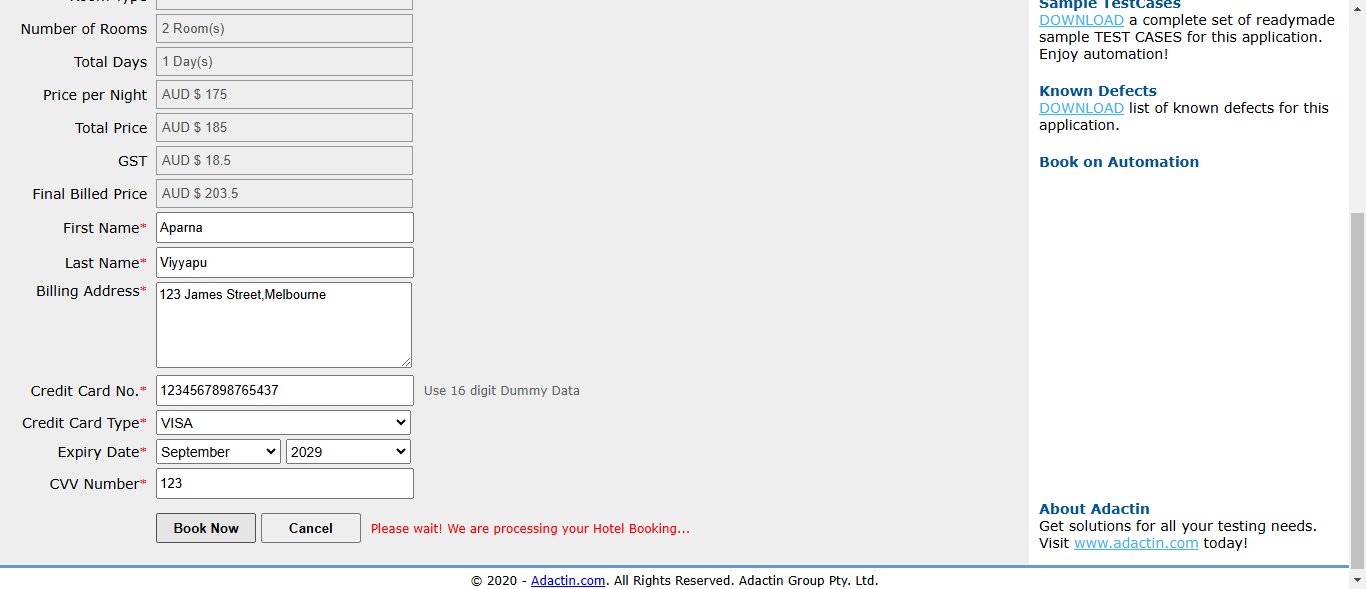 Room Type
Number of Rooms 2 Room(s)
Total Days 1 Day(s)
Price per Night AUD $ 175
Total Price AUD $ 185
GST AUD $ 18.5
Final Billed Price AUD $ 203.5
First Name* Aparna
Last Name* Viyyapu
Billing Address* 123 James Street,Melbourne
Credit Card No.* 1234567898765437 Use 16 digit Dummy Data
Credit Card Type* VISA
Expiry Date* September 2029
CVV Number* 123
Book Now Cancel Please wait! We are processing your Hotel Booking...
Sample TestCases
DOWNLOAD a complete set of readymade
sample TEST CASES for this application.
Enjoy automation!
Known Defects
DOWNLOAD list of known defects for this
application.
Book on Automation
About Adactin
Get solutions for all your testing needs.
Visit www.adactin.com today!
© 2020 - Adactin.com. All Rights Reserved. Adactin Group Pty. Ltd.